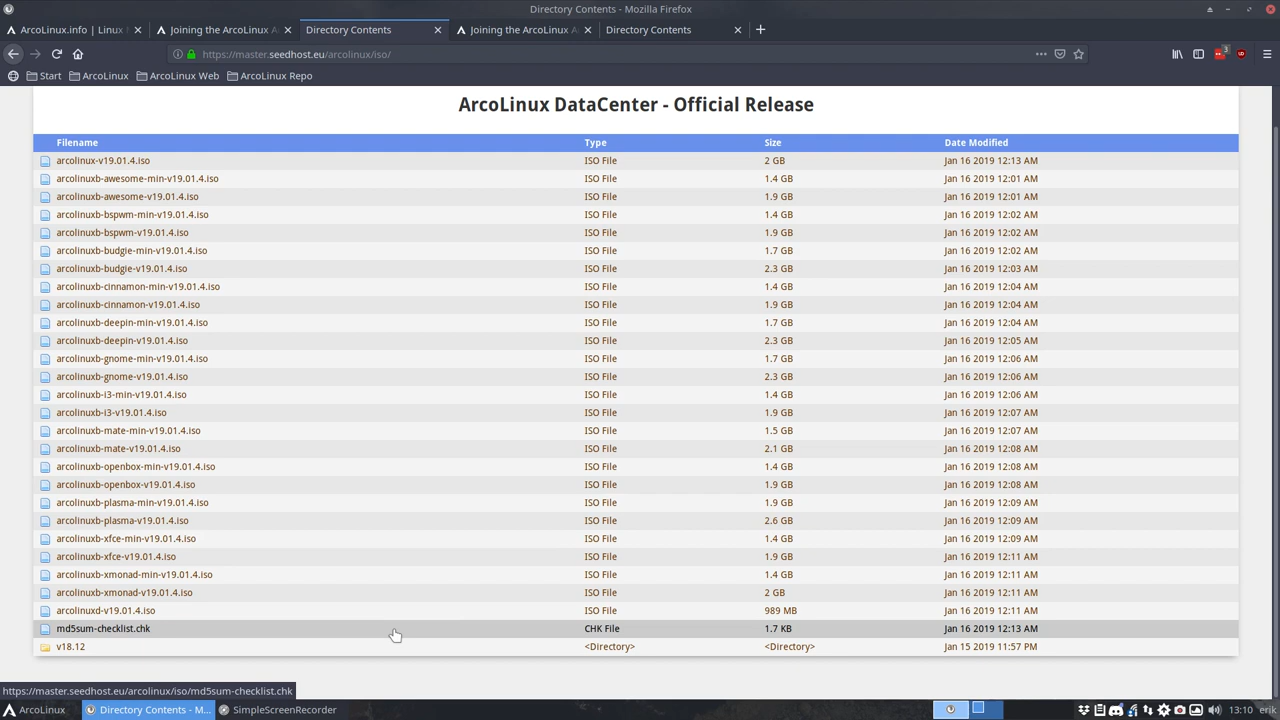 Directory Contents - Mozilla Firefox
ArcoLinux.info | Linux
Joining the ArcoLinux A
Directory Contents
Joining the ArcoLinux A
Directory Contents
https://master.seedhost.eu/arcolinux/iso/
3
Start ArcoLinux ArcoLinux Web ArcoLinux Repo
ArcoLinux DataCenter - Official Release
Filename Type Size Date Modified
arcolinux-v19.01.4.iso ISO File 2 GB Jan 16 2019 12:13 AM
arcolinuxb-awesome-min-v19.01.4.iso ISO File 1.4 GB Jan 16 2019 12:01 AM
arcolinuxb-awesome-v19.01.4.iso ISO File 1.9 GB Jan 16 2019 12:01 AM
arcolinuxb-bspwm-min-v19.01.4.iso ISO File 1.4 GB Jan 16 2019 12:02 AM
arcolinuxb-bspwm-v19.01.4.iso ISO File 1.9 GB Jan 16 2019 12:02 AM
arcolinuxb-budgie-min-v19.01.4.iso ISO File 1.7 GB Jan 16 2019 12:02 AM
arcolinuxb-budgie-v19.01.4.iso ISO File 2.3 GB Jan 16 2019 12:03 AM
arcolinuxb-cinnamon-min-v19.01.4.iso ISO File 1.4 GB Jan 16 2019 12:04 AM
arcolinuxb-cinnamon-v19.01.4.iso ISO File 1.9 GB Jan 16 2019 12:04 AM
arcolinuxb-deepin-min-v19.01.4.iso ISO File 1.7 GB Jan 16 2019 12:04 AM
arcolinuxb-deepin-v19.01.4.iso ISO File 2.3 GB Jan 16 2019 12:05 AM
arcolinuxb-gnome-min-v19.01.4.iso ISO File 1.7 GB Jan 16 2019 12:06 AM
arcolinuxb-gnome-v19.01.4.iso ISO File 2.3 GB Jan 16 2019 12:06 AM
arcolinuxb-i3-min-v19.01.4.iso ISO File 1.4 GB Jan 16 2019 12:06 AM
arcolinuxb-i3-v19.01.4.iso ISO File 1.9 GB Jan 16 2019 12:07 AM
arcolinuxb-mate-min-v19.01.4.iso ISO File 1.5 GB Jan 16 2019 12:07 AM
arcolinuxb-mate-v19.01.4.iso ISO File 2.1 GB Jan 16 2019 12:08 AM
arcolinuxb-openbox-min-v19.01.4.iso ISO File 1.4 GB Jan 16 2019 12:08 AM
arcolinuxb-openbox-v19.01.4.iso ISO File 1.9 GB Jan 16 2019 12:08 AM
arcolinuxb-plasma-min-v19.01.4.iso ISO File 1.9 GB Jan 16 2019 12:09 AM
arcolinuxb-plasma-v19.01.4.iso ISO File 2.6 GB Jan 16 2019 12:09 AM
arcolinuxb-xfce-min-v19.01.4.iso ISO File 1.4 GB Jan 16 2019 12:09 AM
arcolinuxb-xfce-v19.01.4.iso ISO File 1.9 GB Jan 16 2019 12:11 AM
arcolinuxb-xmonad-min-v19.01.4.iso ISO File 1.4 GB Jan 16 2019 12:11 AM
arcolinuxb-xmonad-v19.01.4.iso ISO File 2 GB Jan 16 2019 12:11 AM
arcolinuxd-v19.01.4.iso ISO File 989 MB Jan 16 2019 12:11 AM
md5sum-checklist.chk CHK File 1.7 KB Jan 16 2019 12:13 AM
v18.12 <Directory> <Directory> Jan 15 2019 11:57 PM
https://master.seedhost.eu/arcolinux/iso/md5sum-checklist.chk
ArcoLinux Directory Contents - M... SimpleScreenRecorder 13:10 erik